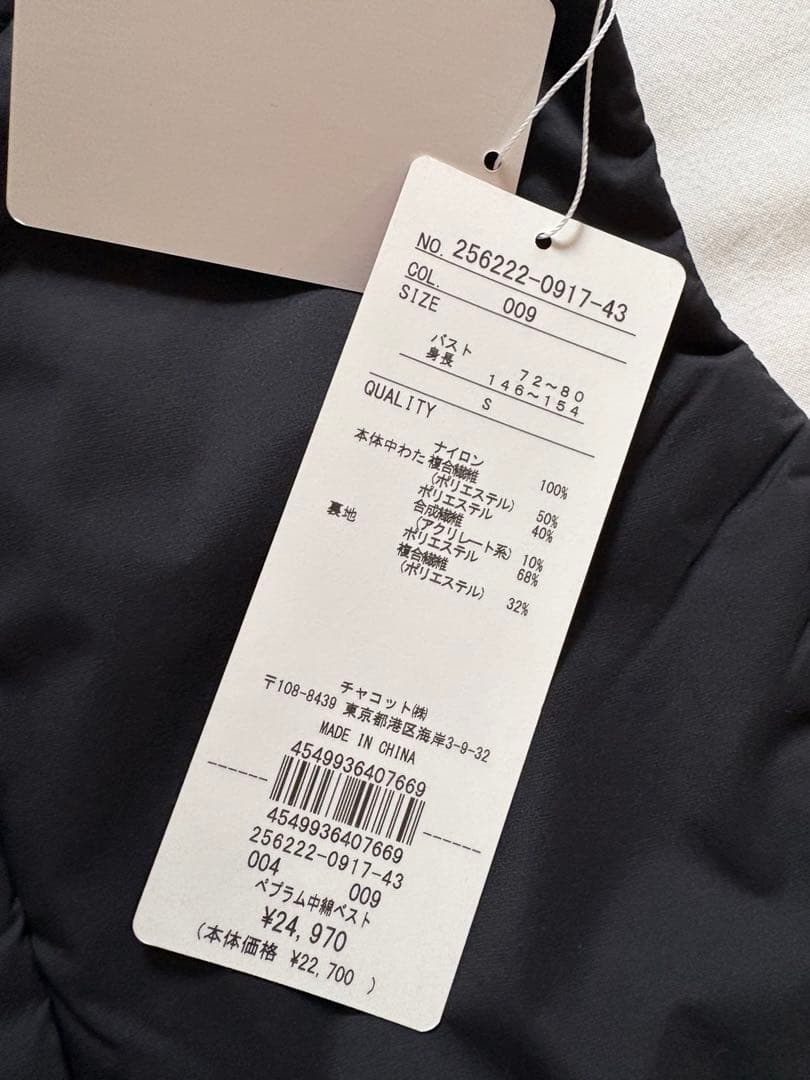 NO. 256222-0917-43
COL. 009
SIZE
バスト 72～80
身長 146～154
S
QUALITY
ナイロン 100%
本体中わた 複合繊維
(ポリエステル) 50%
ポリエステル 40%
合成繊維
(アクリレート系) 10%
裏地 ポリエステル 68%
複合繊維
(ポリエステル) 32%
チャコット㈱
〒108-8439 東京都港区海岸3-9-32
MADE IN CHINA
4549936407669
4549936407669
256222-0917-43
004 009
ペプラム中綿ベスト
¥24,970
(本体価格 ¥22,700 )